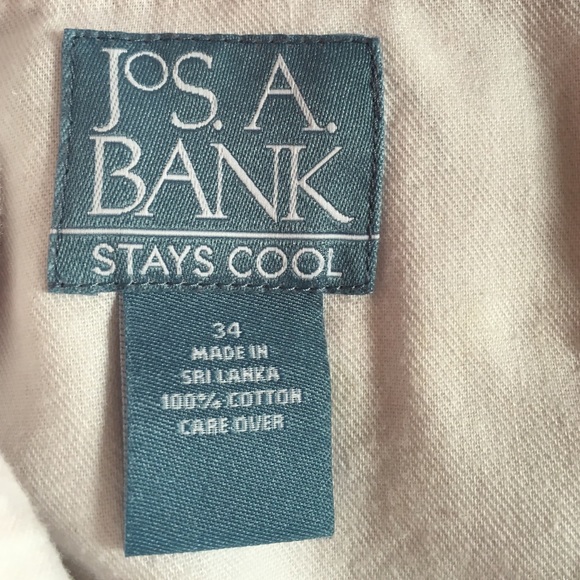 JoS. A.
BANK
STAYS COOL
34
MADE IN
SRI LANKA
100% COTTON
CARE OVER